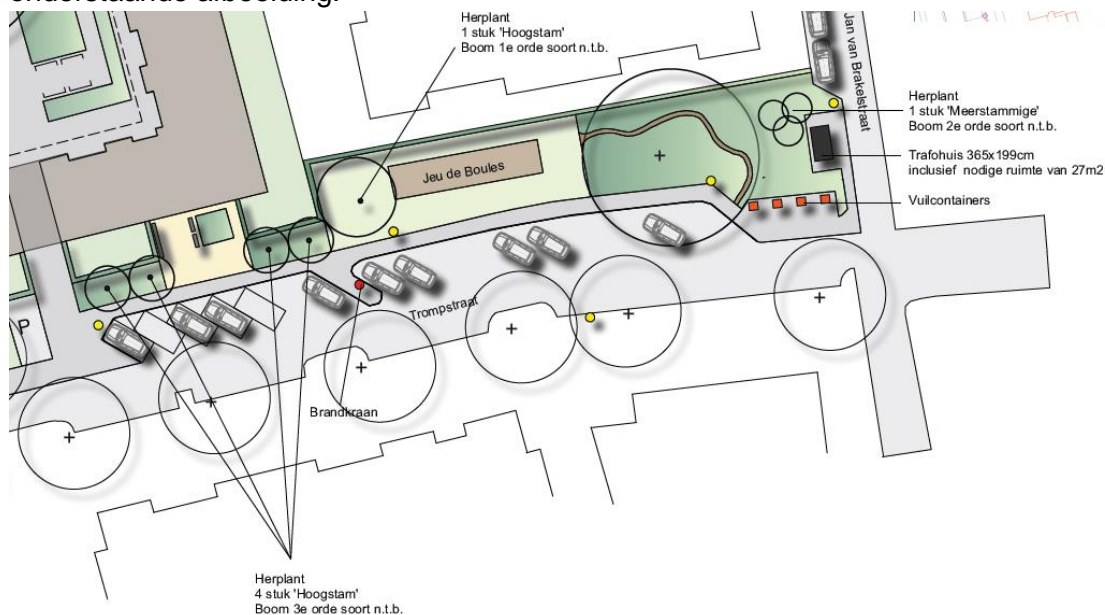 onderstaande afbeelding.
Herplant
1 stuk 'Hoogstam'
Boom 1e orde soort n.t.b.
Jan van Brakelstraat
Herplant
1 stuk 'Meerstammige'
Boom 2e orde soort n.t.b.
Trafohuis 365x199cm
inclusief nodige ruimte van 27m2
Vuilcontainers
Jeu de Boules
Trompstraat
P
Brandkraan
Herplant
4 stuk 'Hoogstam'
Boom 3e orde soort n.t.b.